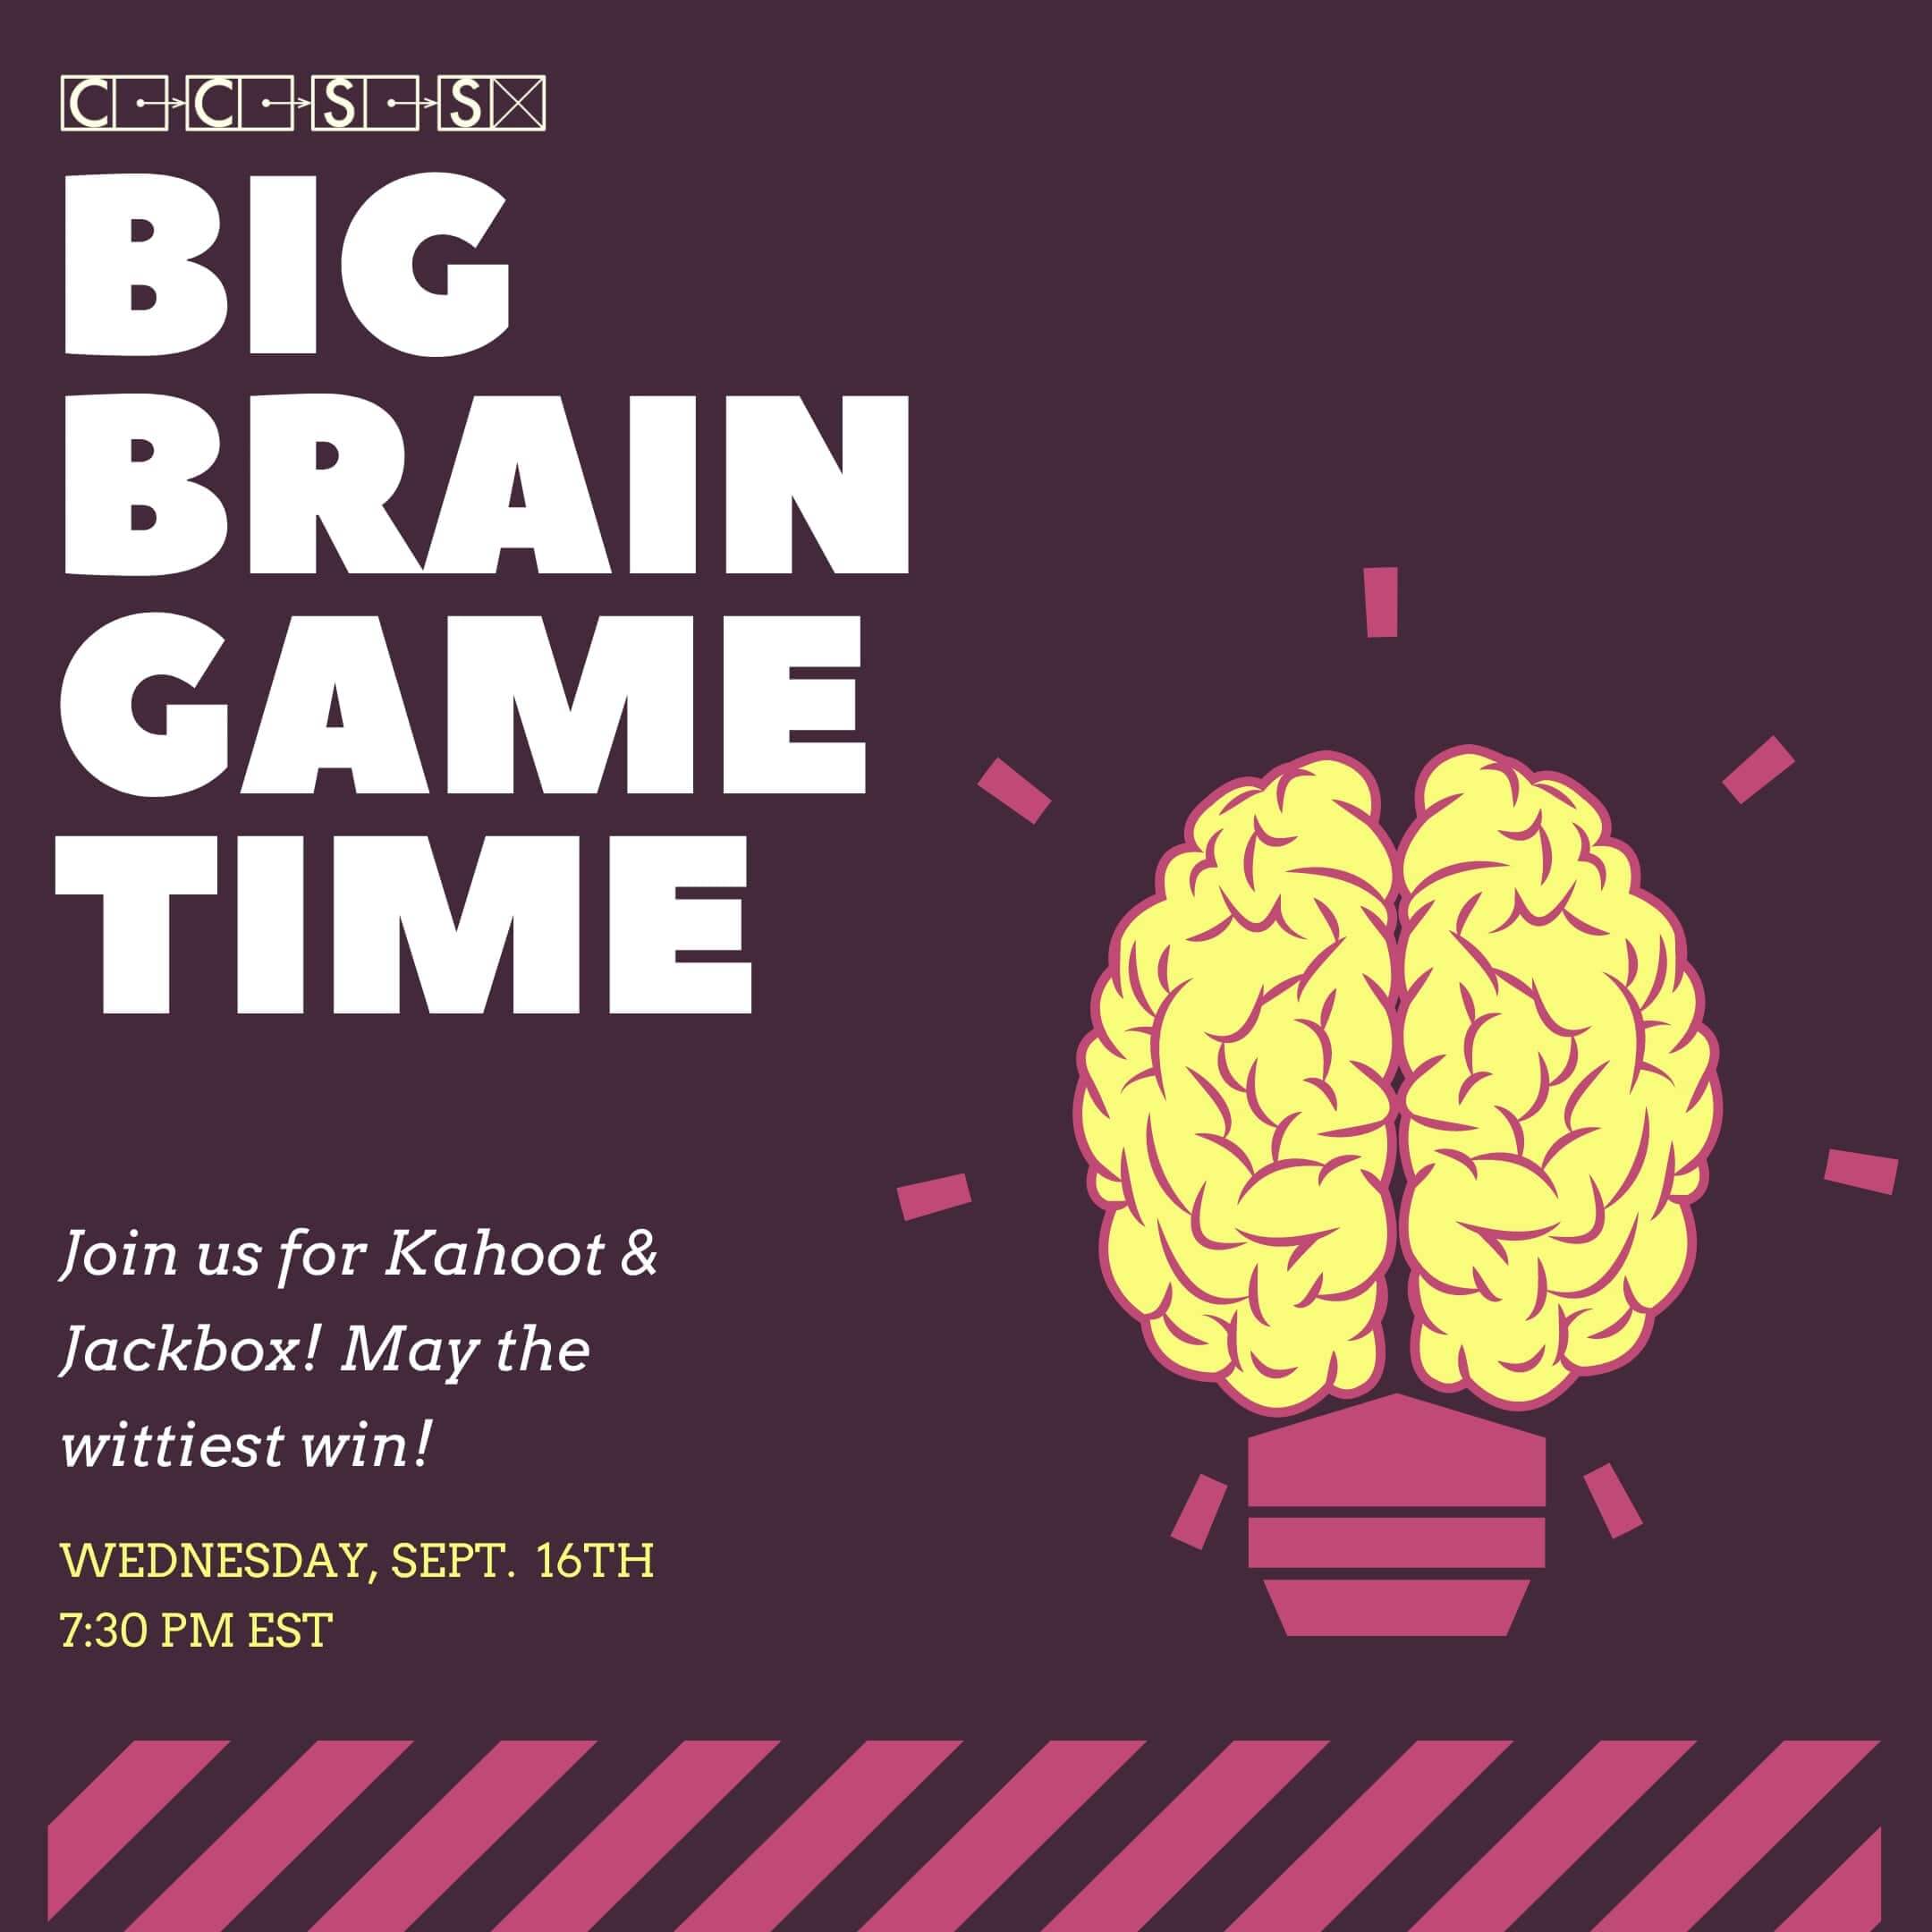 CCSS
BIG
BRAIN
GAME
TIME
Join us for Kahoot &
Jackbox! May the
wittiest win!
WEDNESDAY, SEPT. 16TH
7:30 PM EST